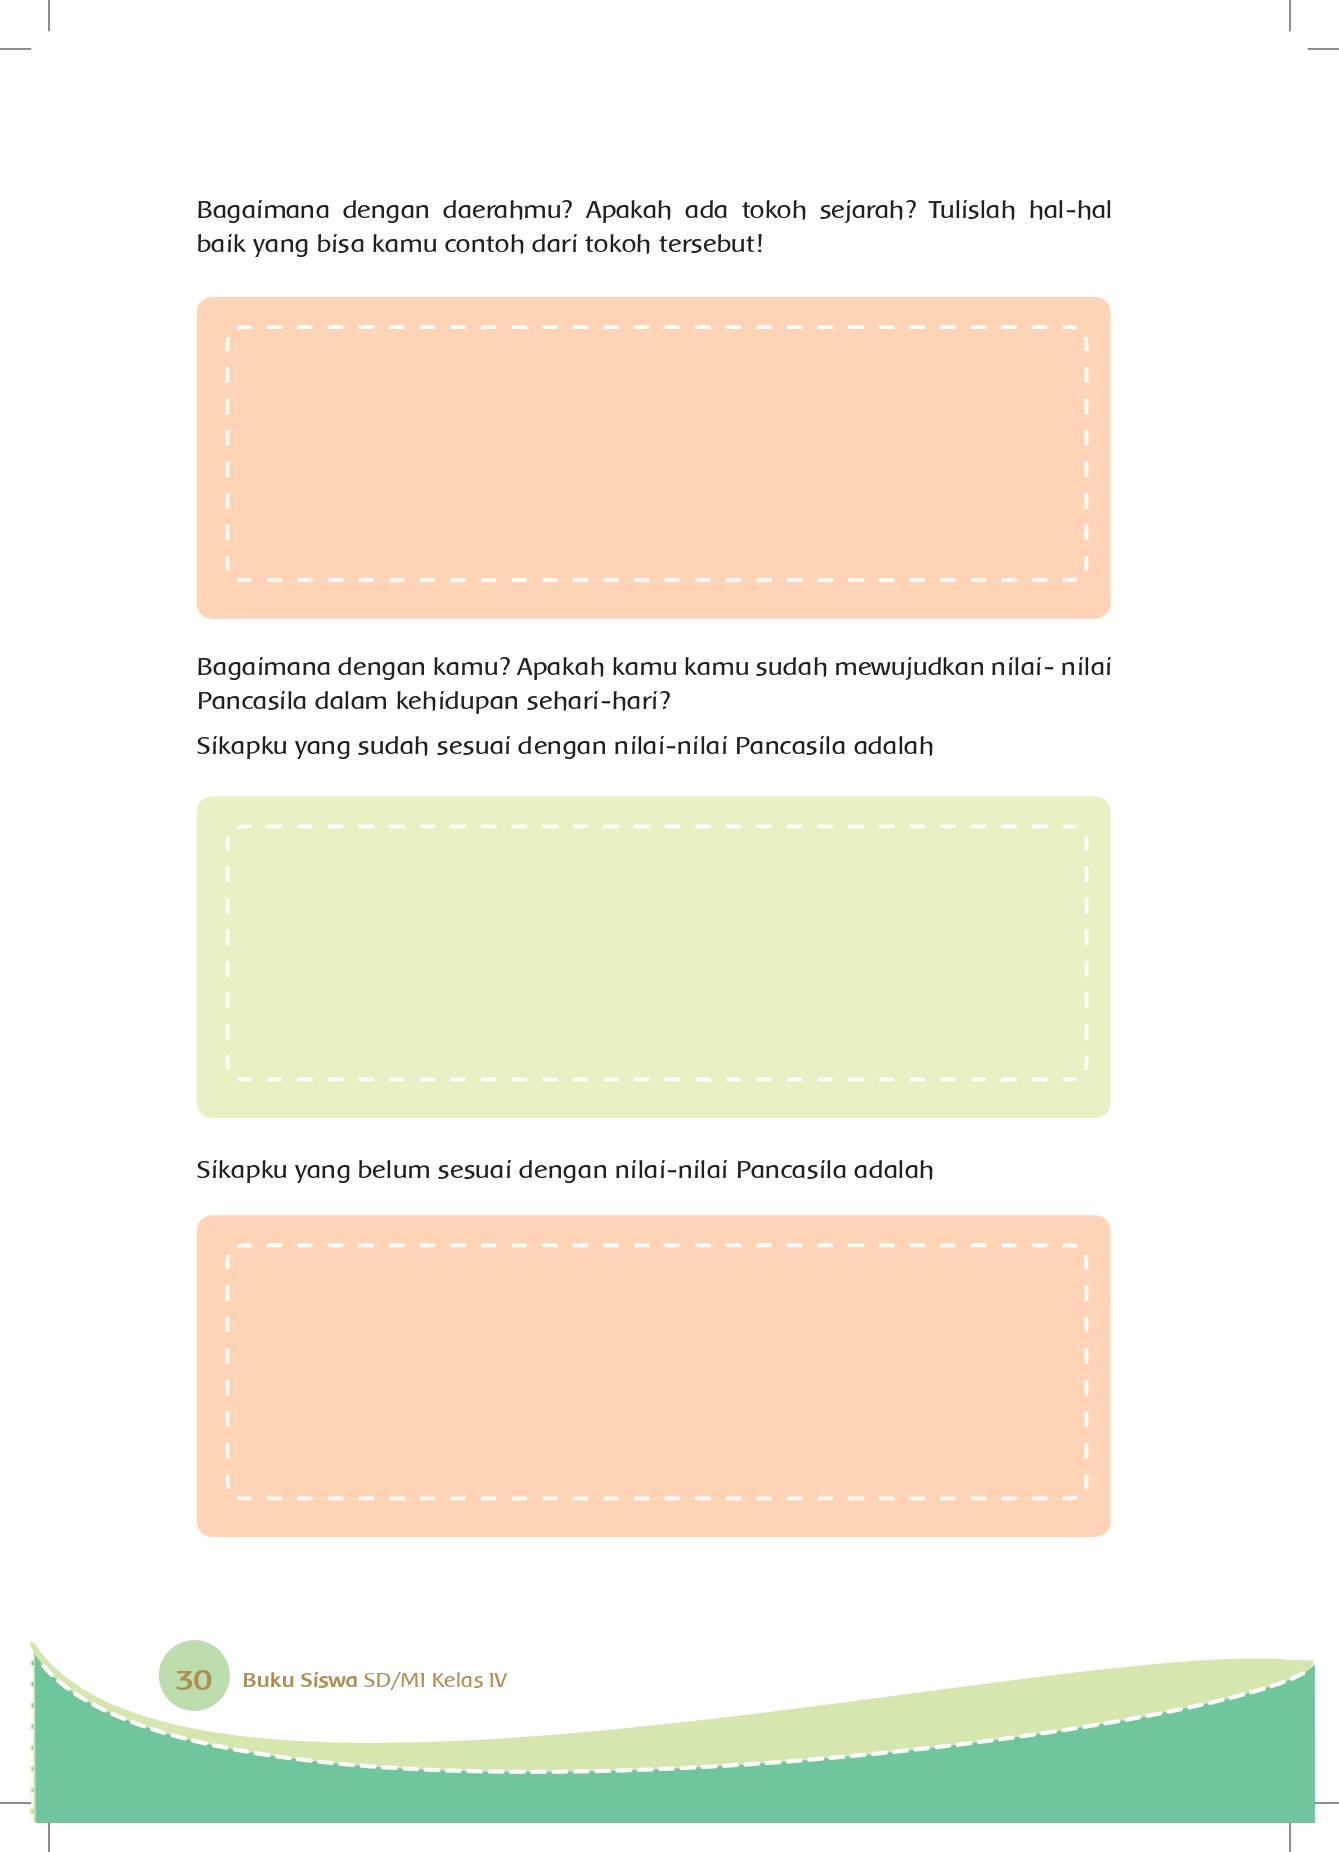 Bagaimana dengan daerahmu? Apakah ada tokoh sejarah? Tulislah hal-hal
baik yang bisa kamu contoh dari tokoh tersebut!
Bagaimana dengan kamu? Apakah kamu kamu sudah mewujudkan nilai- nilai
Pancasila dalam kehidupan sehari-hari?
Sikapku yang sudah sesuai dengan nilai-nilai Pancasila adalah
Sikapku yang belum sesuai dengan nilai-nilai Pancasila adalah
30 Buku Siswa SD/MI Kelas IV